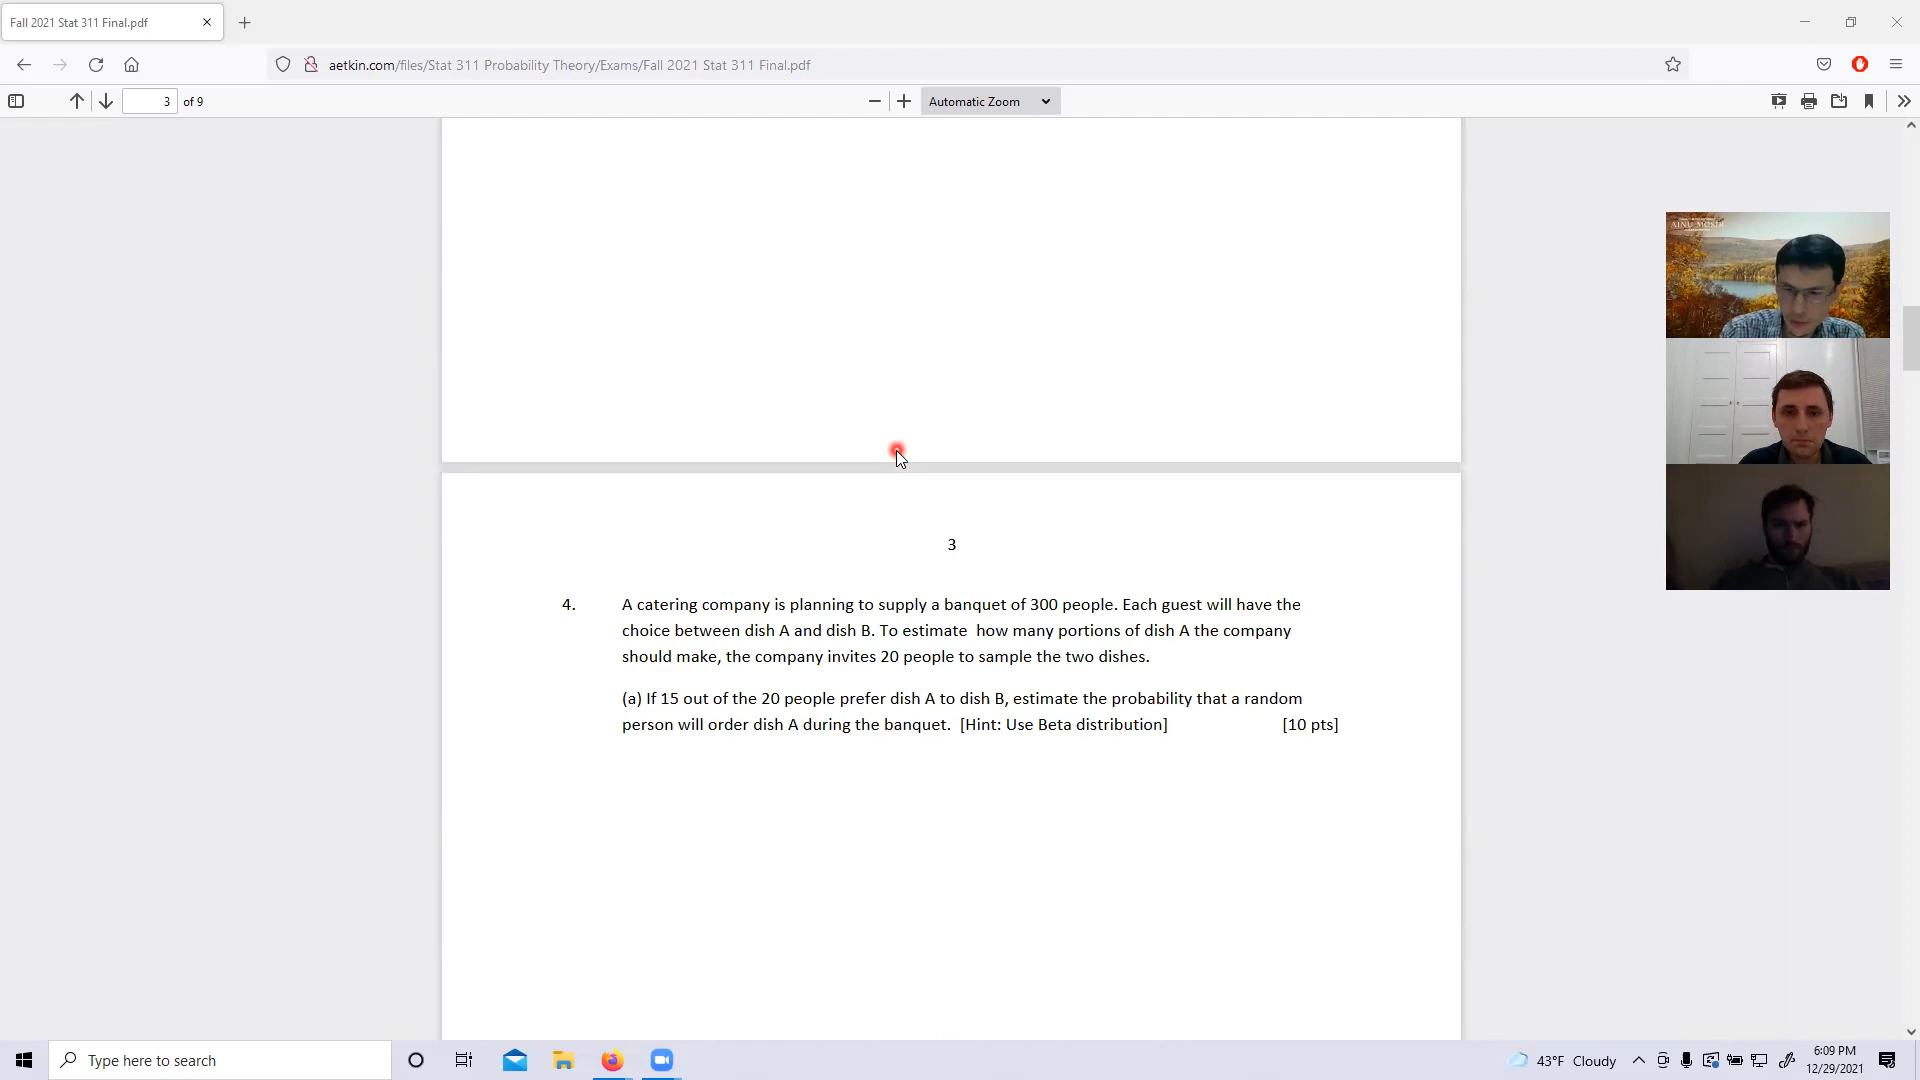 Fall 2021 Stat 311 Final.pdf
aetkin.com/files/Stat 311 Probability Theory/Exams/Fall 2021 Stat 311 Final.pdf
3 of 9
Automatic Zoom
AINU MOSIR
3
4. A catering company is planning to supply a banquet of 300 people. Each guest will have the
choice between dish A and dish B. To estimate how many portions of dish A the company
should make, the company invites 20 people to sample the two dishes.
(a) If 15 out of the 20 people prefer dish A to dish B, estimate the probability that a random
person will order dish A during the banquet. [Hint: Use Beta distribution] [10 pts]
Type here to search
43°F Cloudy
6:09 PM
12/29/2021